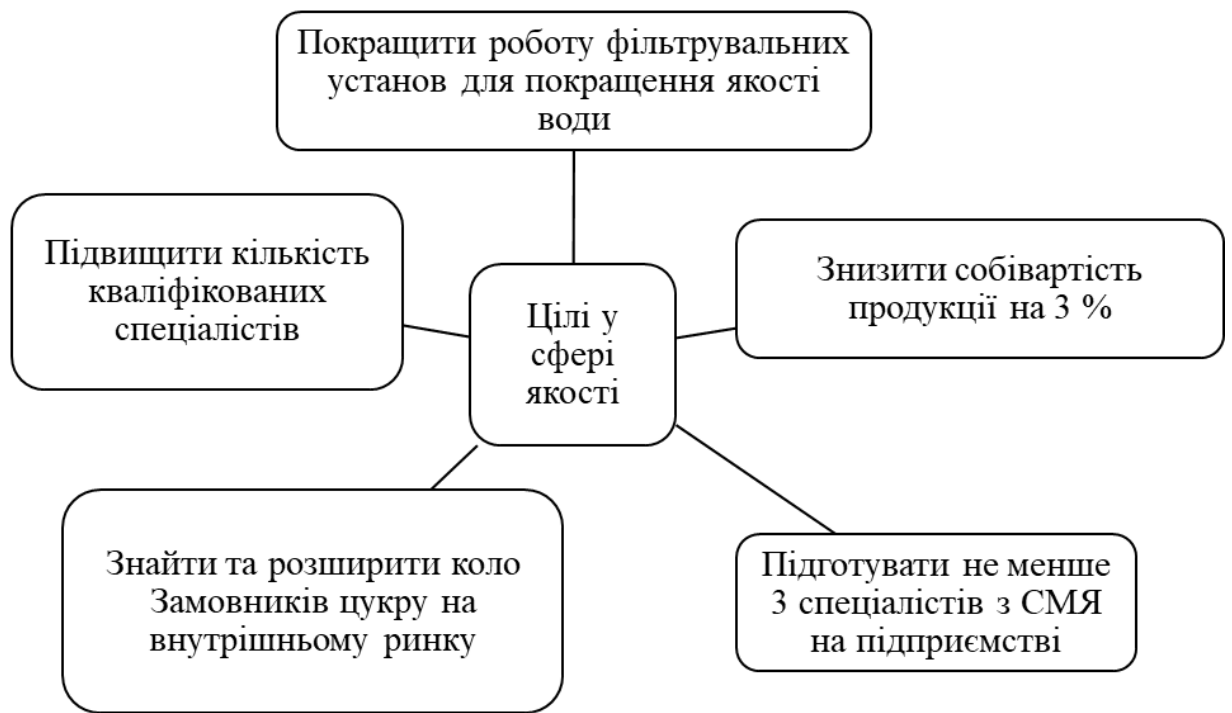 Покращити роботу фільтрувальних
установ для покращення якості
води
Підвищити кількість
кваліфікованих
спеціалістів
Знизити собівартість
продукції на 3 %
Цілі у
сфері
якості
Знайти та розширити коло
Замовників цукру на
внутрішньому ринку
Підготувати не менше
3 спеціалістів з СМЯ
на підприємстві